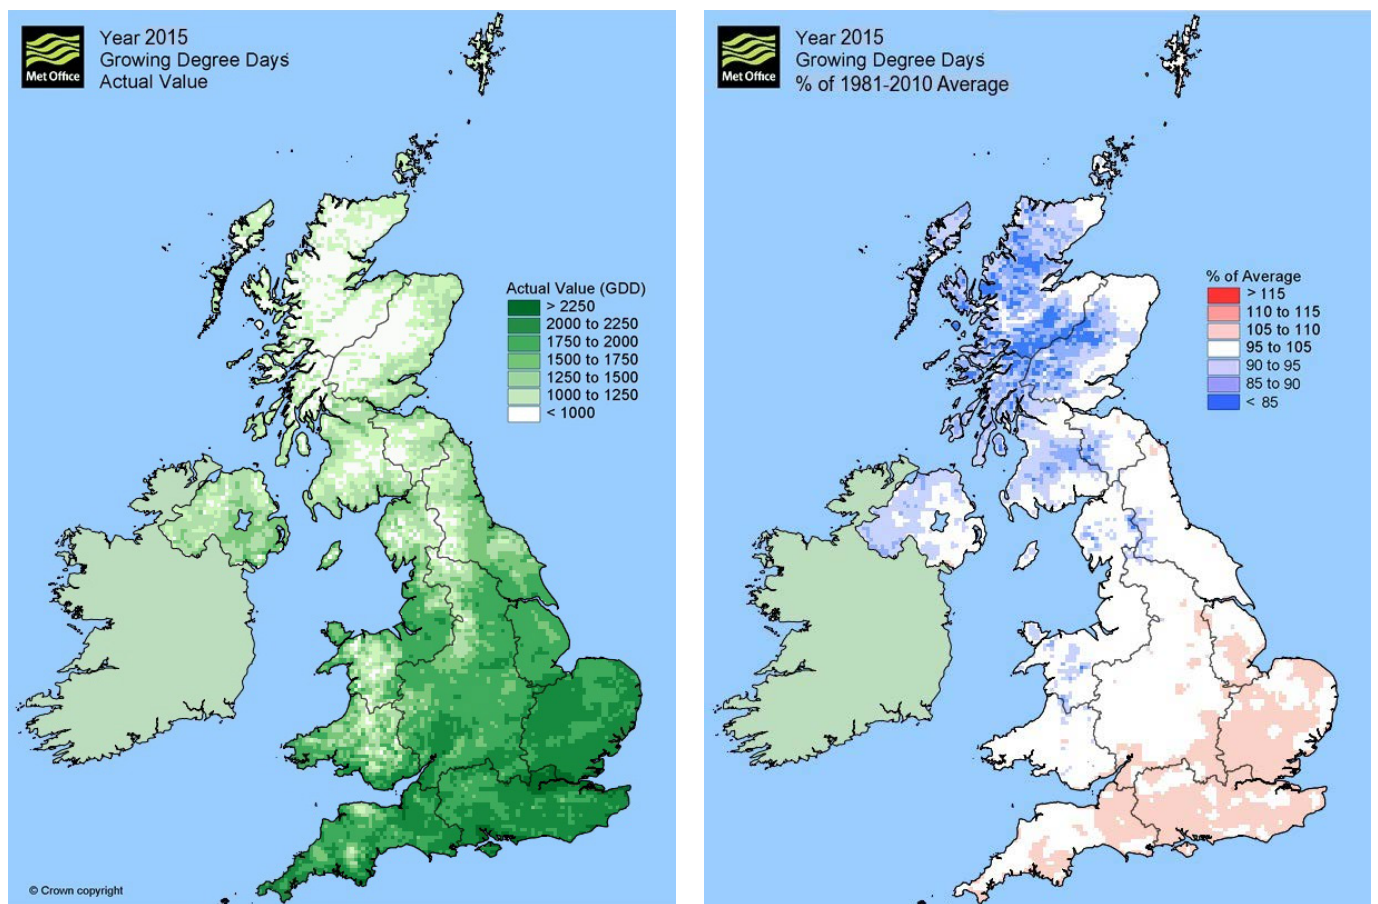 Met Office
Year 2015
Growing Degree Days
Actual Value
Actual Value (GDD)
> 2250
2000 to 2250
1750 to 2000
1500 to 1750
1250 to 1500
1000 to 1250
< 1000
© Crown copyright
Met Office
Year 2015
Growing Degree Days
% of 1981-2010 Average
% of Average
> 115
110 to 115
105 to 110
95 to 105
90 to 95
85 to 90
< 85